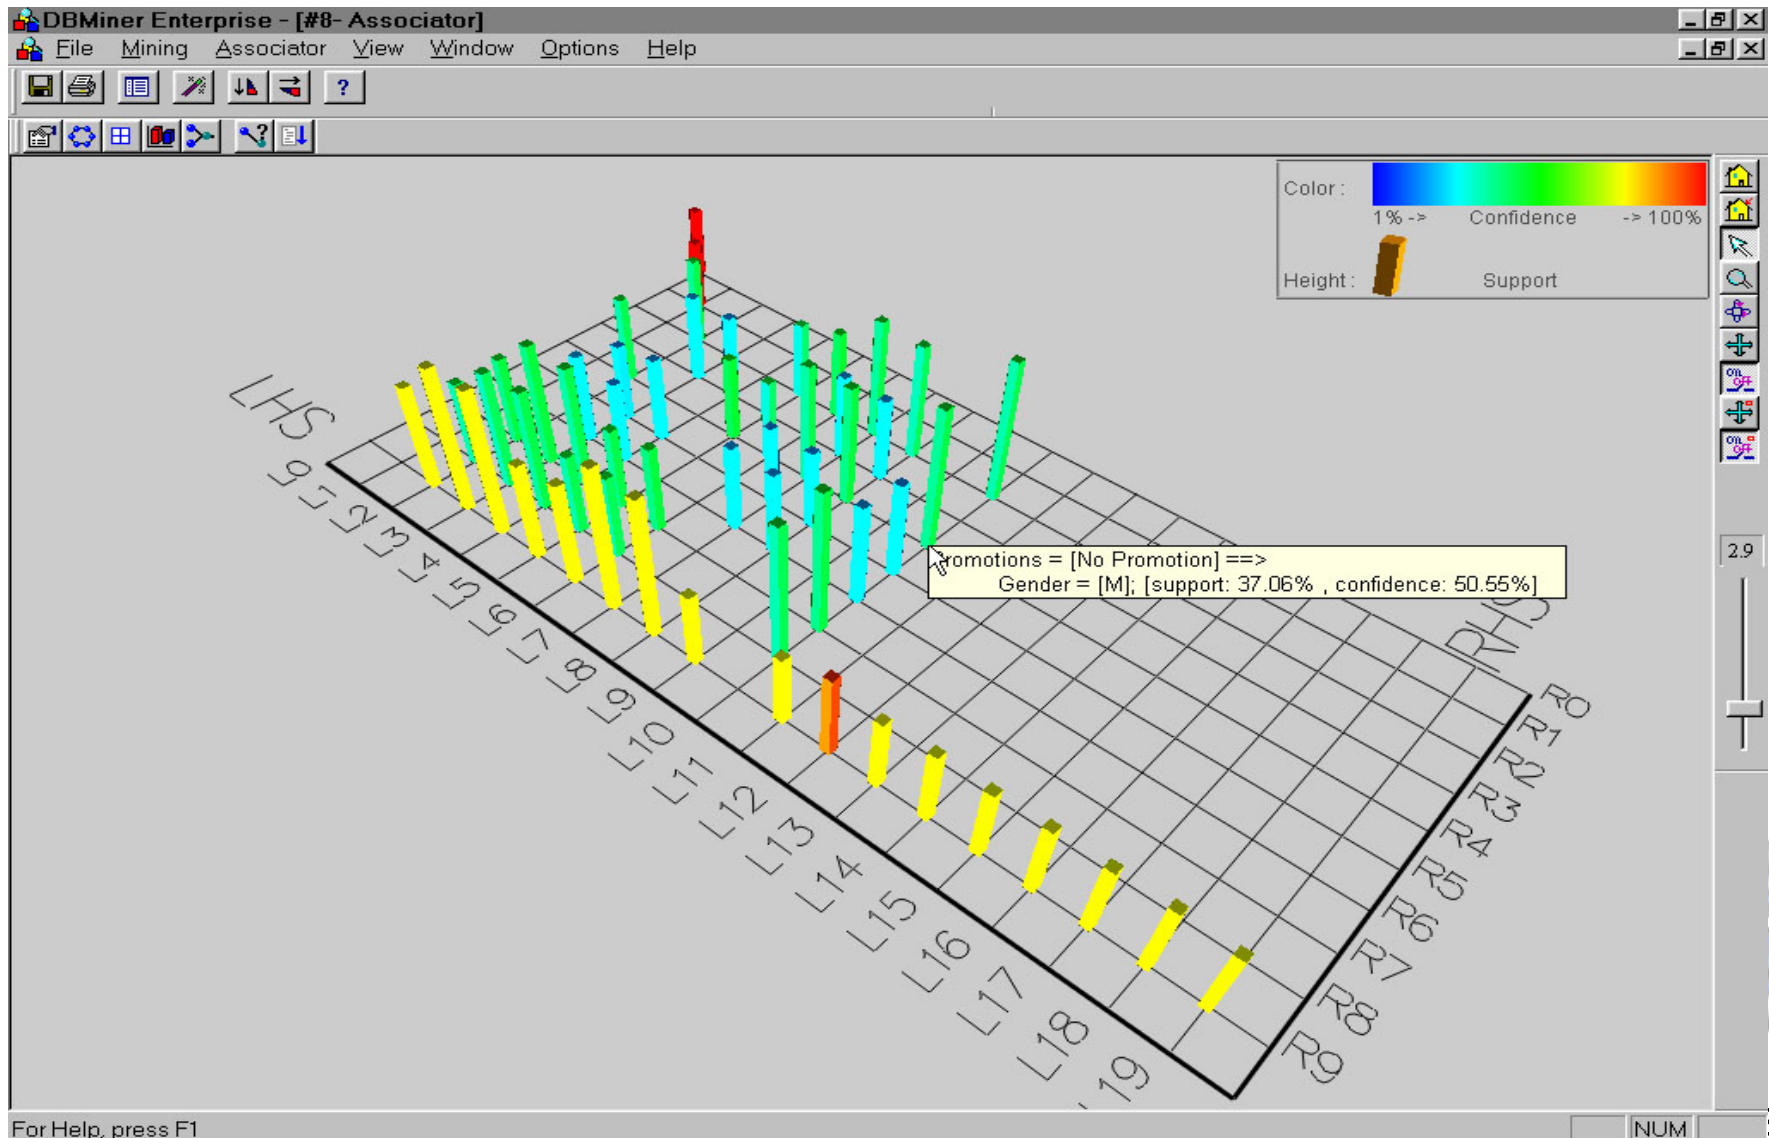 DBMiner Enterprise - [#8- Associator]
File Mining Associator View Window Options Help
?
?
Color :
1% -> Confidence -> 100%
Height : Support
2.9
LHS
L0
L1
L2
L3
L4
L5
L6
L7
L8
L9
L10
L11
L12
L13
L14
L15
L16
L17
L18
19
romotions = [No Promotion] ==>
Gender = [M]; [support: 37.06% , confidence: 50.55%]
RHS
R0
R1
R2
R3
R4
R5
R6
R7
R8
R9
For Help, press F1
NUM